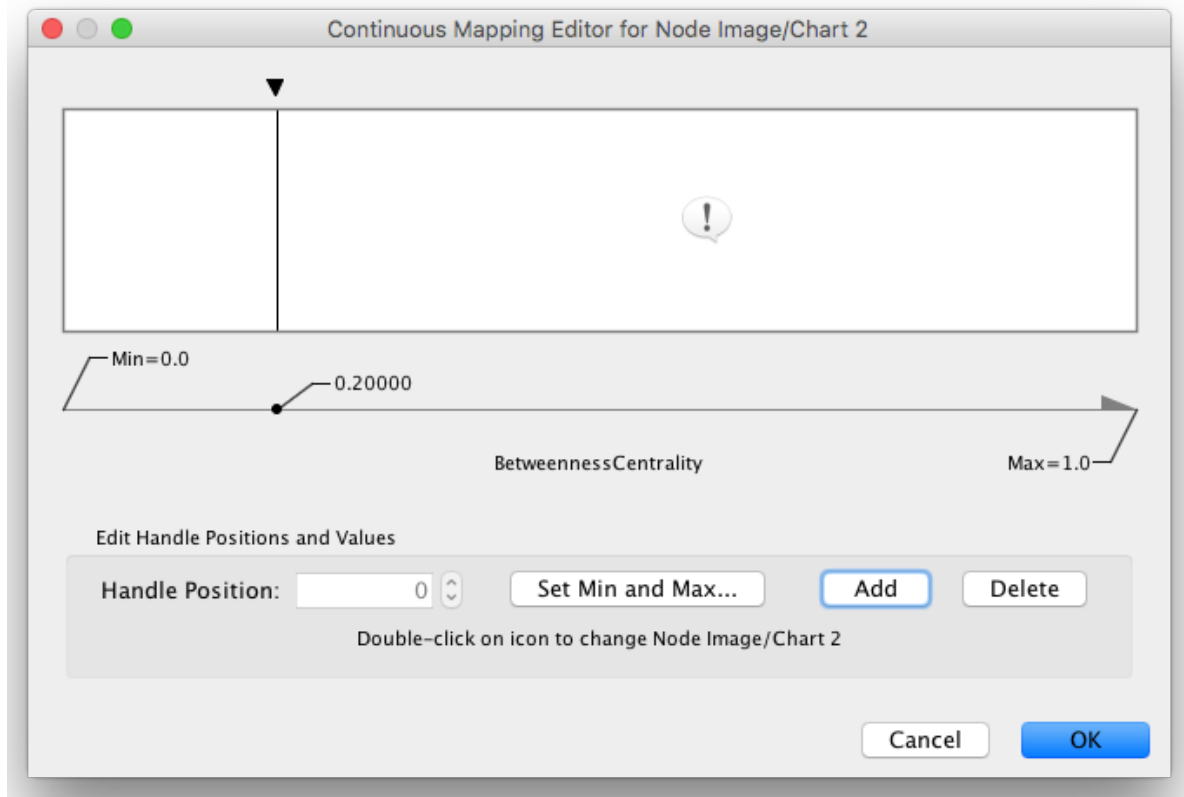 Continuous Mapping Editor for Node Image/Chart 2
!
Min=0.0
0.20000
BetweennessCentrality
Max=1.0
Edit Handle Positions and Values
Handle Position: 0 Set Min and Max... Add Delete
Double-click on icon to change Node Image/Chart 2
Cancel OK